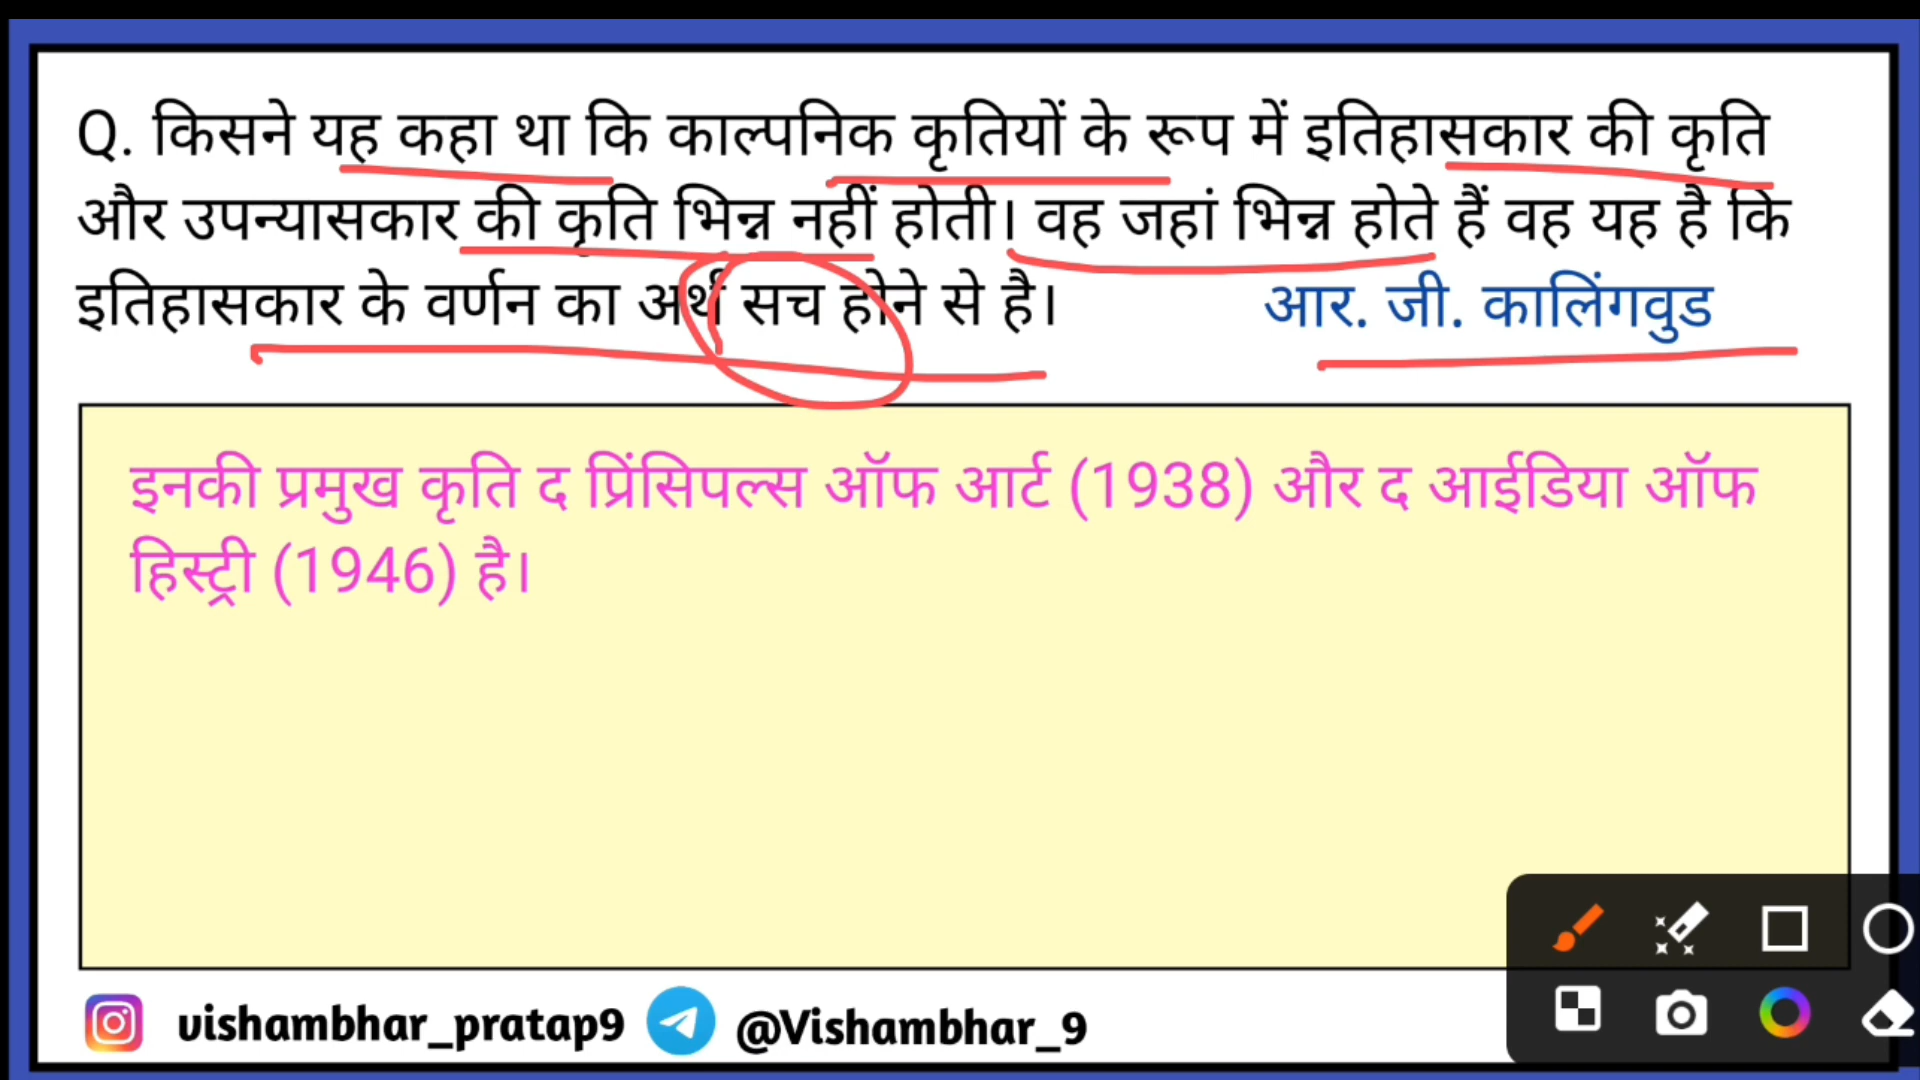 Q. किसने यह कहा था कि काल्पनिक कृतियों के रूप में इतिहासकार की कृति
और उपन्यासकार की कृति भिन्न नहीं होती। वह जहां भिन्न होते हैं वह यह है कि
इतिहासकार के वर्णन का अर्थ सच होने से है। आर. जी. कालिंगवुड
इनकी प्रमुख कृति द प्रिंसिपल्स ऑफ आर्ट (1938) और द आईडिया ऑफ
हिस्ट्री (1946) है।
vishambhar_pratap9 @Vishambhar_9